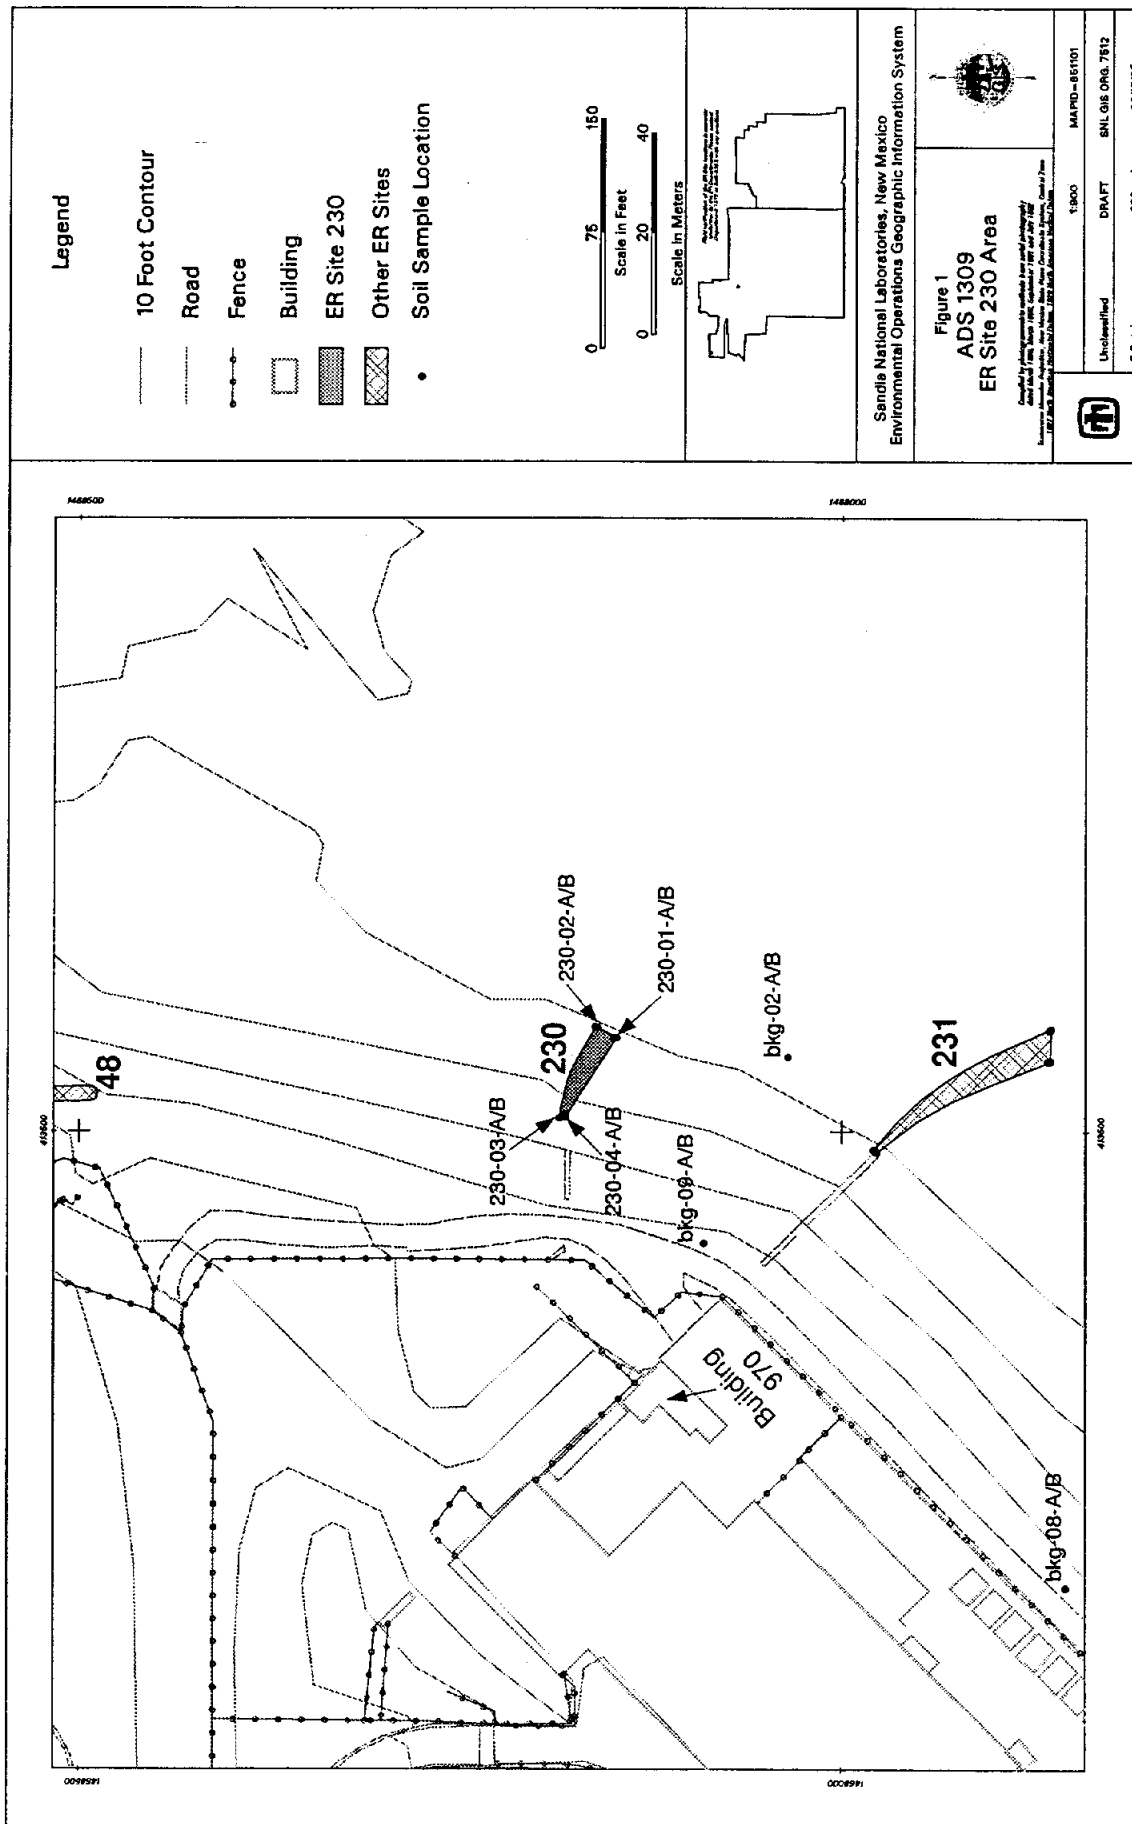 Legend
10 Foot Contour
Road
Fence
Building
ER Site 230
Other ER Sites
Soil Sample Location
0 75 150
Scale in Feet
0 20 40
Scale in Meters
Sandia National Laboratories, New Mexico
Environmental Operations Geographic Information System
Figure 1
ADS 1309
ER Site 230 Area
GIS
1:900
MAPID=851101
Unclassified
DRAFT
SNL GIS ORG. 7512
1468000
413500
48
230
230-02-A/B
230-01-A/B
230-03-A/B
230-04-A/B
bkg-02-A/B
bkg-09-A/B
231
Building
970
bkg-08-A/B
413500
1468000